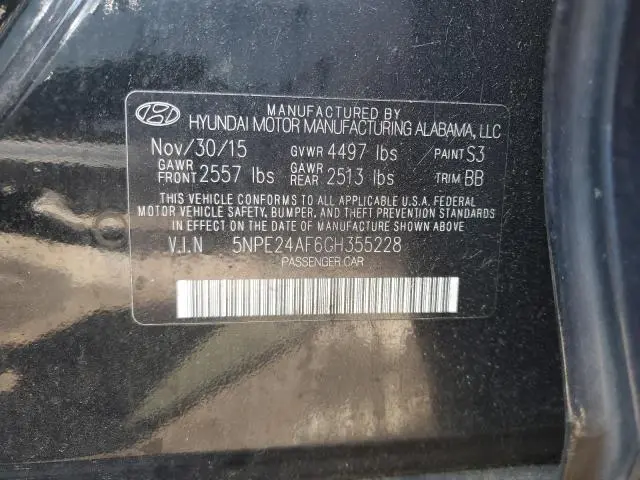 MANUFACTURED BY
HYUNDAI MOTOR MANUFACTURING ALABAMA, LLC
Nov/30/15 GVWR 4497 lbs PAINT S3
GAWR FRONT 2557 lbs GAWR REAR 2513 lbs TRIM BB
THIS VEHICLE CONFORMS TO ALL APPLICABLE U.S.A. FEDERAL
MOTOR VEHICLE SAFETY, BUMPER, AND THEFT PREVENTION STANDARDS
IN EFFECT ON THE DATE OF MANUFACTURE SHOWN ABOVE.
V.I.N 5NPE24AF6GH355228
PASSENGER CAR